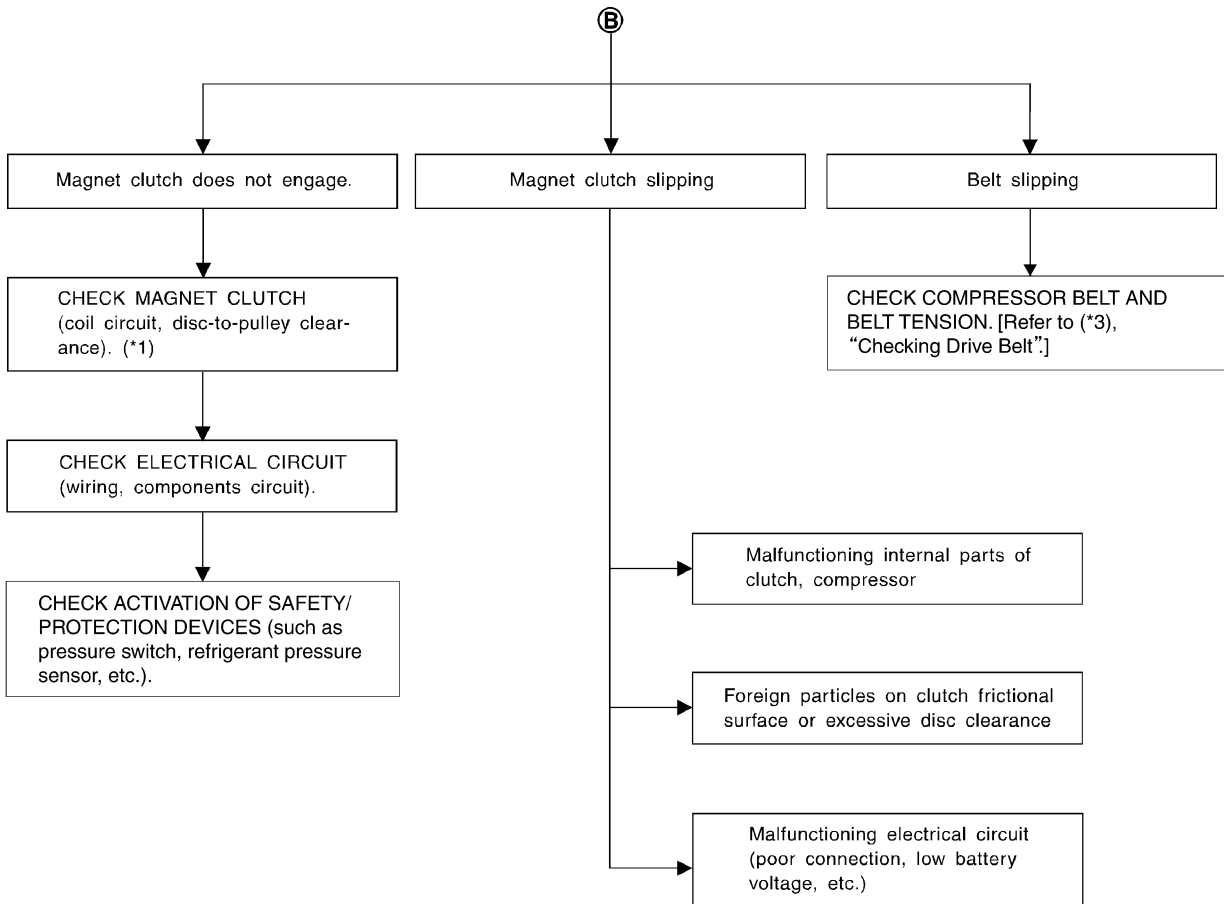 B
Magnet clutch does not engage.
Magnet clutch slipping
Belt slipping
CHECK MAGNET CLUTCH
(coil circuit, disc-to-pulley clear-
ance). (*1)
CHECK COMPRESSOR BELT AND
BELT TENSION. [Refer to (*3),
“Checking Drive Belt”.]
CHECK ELECTRICAL CIRCUIT
(wiring, components circuit).
CHECK ACTIVATION OF SAFETY/
PROTECTION DEVICES (such as
pressure switch, refrigerant pressure
sensor, etc.).
Malfunctioning internal parts of
clutch, compressor
Foreign particles on clutch frictional
surface or excessive disc clearance
Malfunctioning electrical circuit
(poor connection, low battery
voltage, etc.)